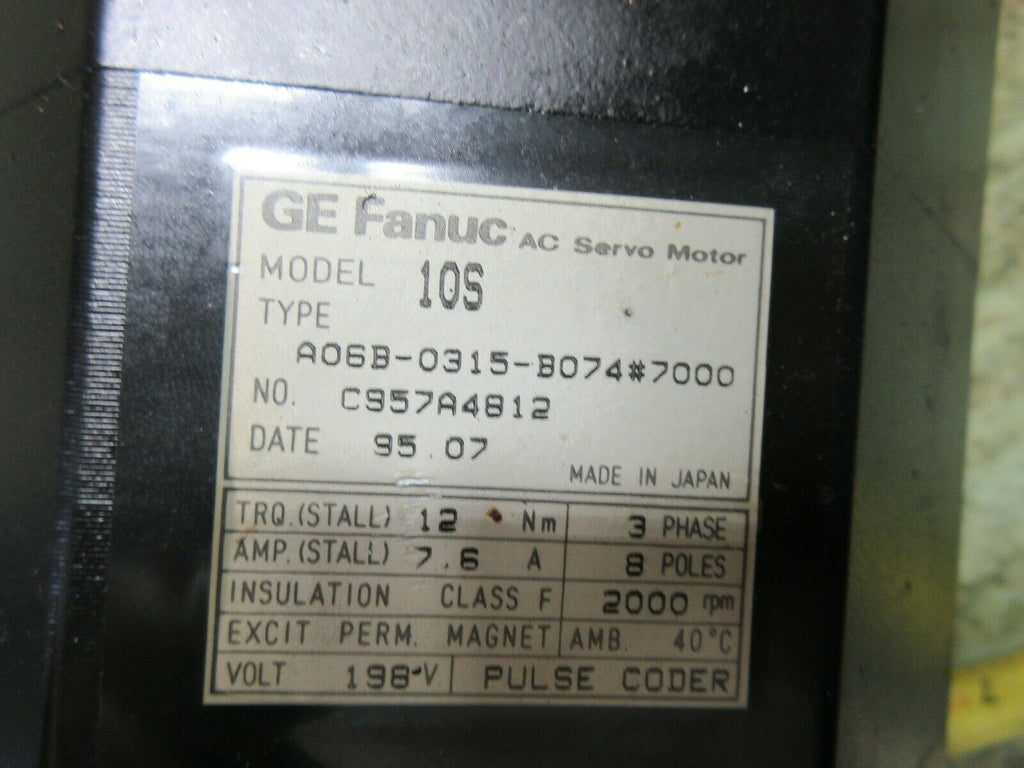 GE Fanuc AC Servo Motor
MODEL 10S
TYPE
A06B-0315-B074#7000
NO. C957A4812
DATE 95.07
MADE IN JAPAN
TRQ.(STALL) 12 Nm 3 PHASE
AMP.(STALL) 7.6 A 8 POLES
INSULATION CLASS F 2000 rpm
EXCIT PERM. MAGNET AMB. 40°C
VOLT 198 V PULSE CODER